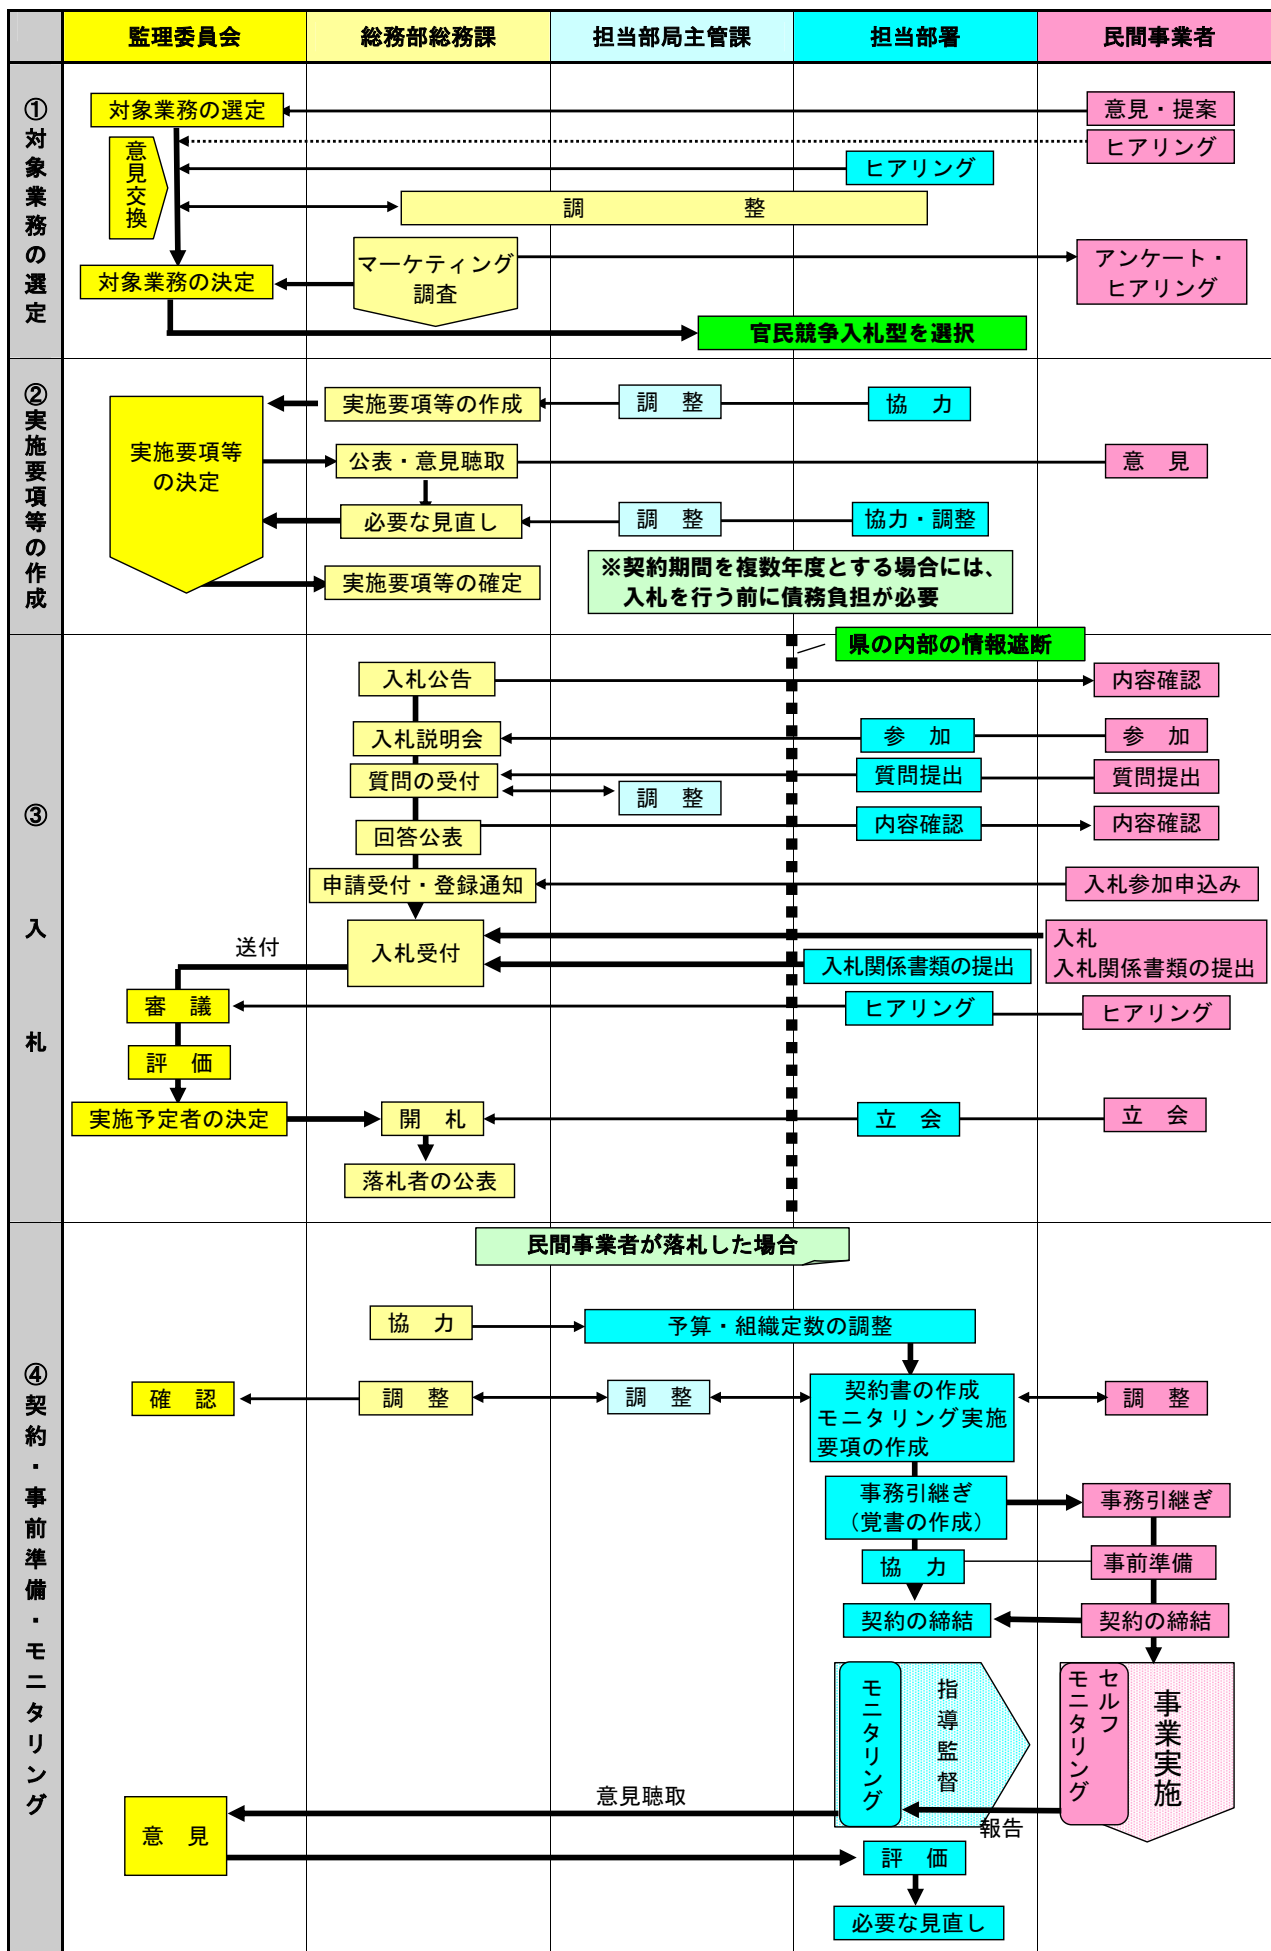 監理委員会
総務部総務課
担当部局主管課
担当部署
民間事業者
①対象業務の選定
対象業務の選定
意見・提案
ヒアリング
意見交換
ヒアリング
調　整
マーケティング
調査
アンケート・
ヒアリング
対象業務の決定
官民競争入札型を選択
②実施要項等の作成
実施要項等の作成
調　整
協　力
実施要項等
の決定
公表・意見聴取
意　見
必要な見直し
調　整
協力・調整
実施要項等の確定
※契約期間を複数年度とする場合には、
入札を行う前に債務負担が必要
③入札
県の内部の情報遮断
入札公告
内容確認
入札説明会
参　加
参　加
質問の受付
質問提出
質問提出
調　整
回答公表
内容確認
内容確認
申請受付・登録通知
入札参加申込み
入札受付
入札
入札関係書類の提出
入札関係書類の提出
送付
審　議
ヒアリング
ヒアリング
評　価
実施予定者の決定
開　札
立　会
立　会
落札者の公表
④契約・事前準備・モニタリング
民間事業者が落札した場合
協　力
予算・組織定数の調整
確　認
調　整
調　整
契約書の作成
モニタリング実施
要項の作成
調　整
事務引継ぎ
（覚書の作成）
事務引継ぎ
協　力
事前準備
契約の締結
契約の締結
モニタリング
指導監督
セルフ
モニタリング
事業実施
意見聴取
報告
意　見
評　価
必要な見直し